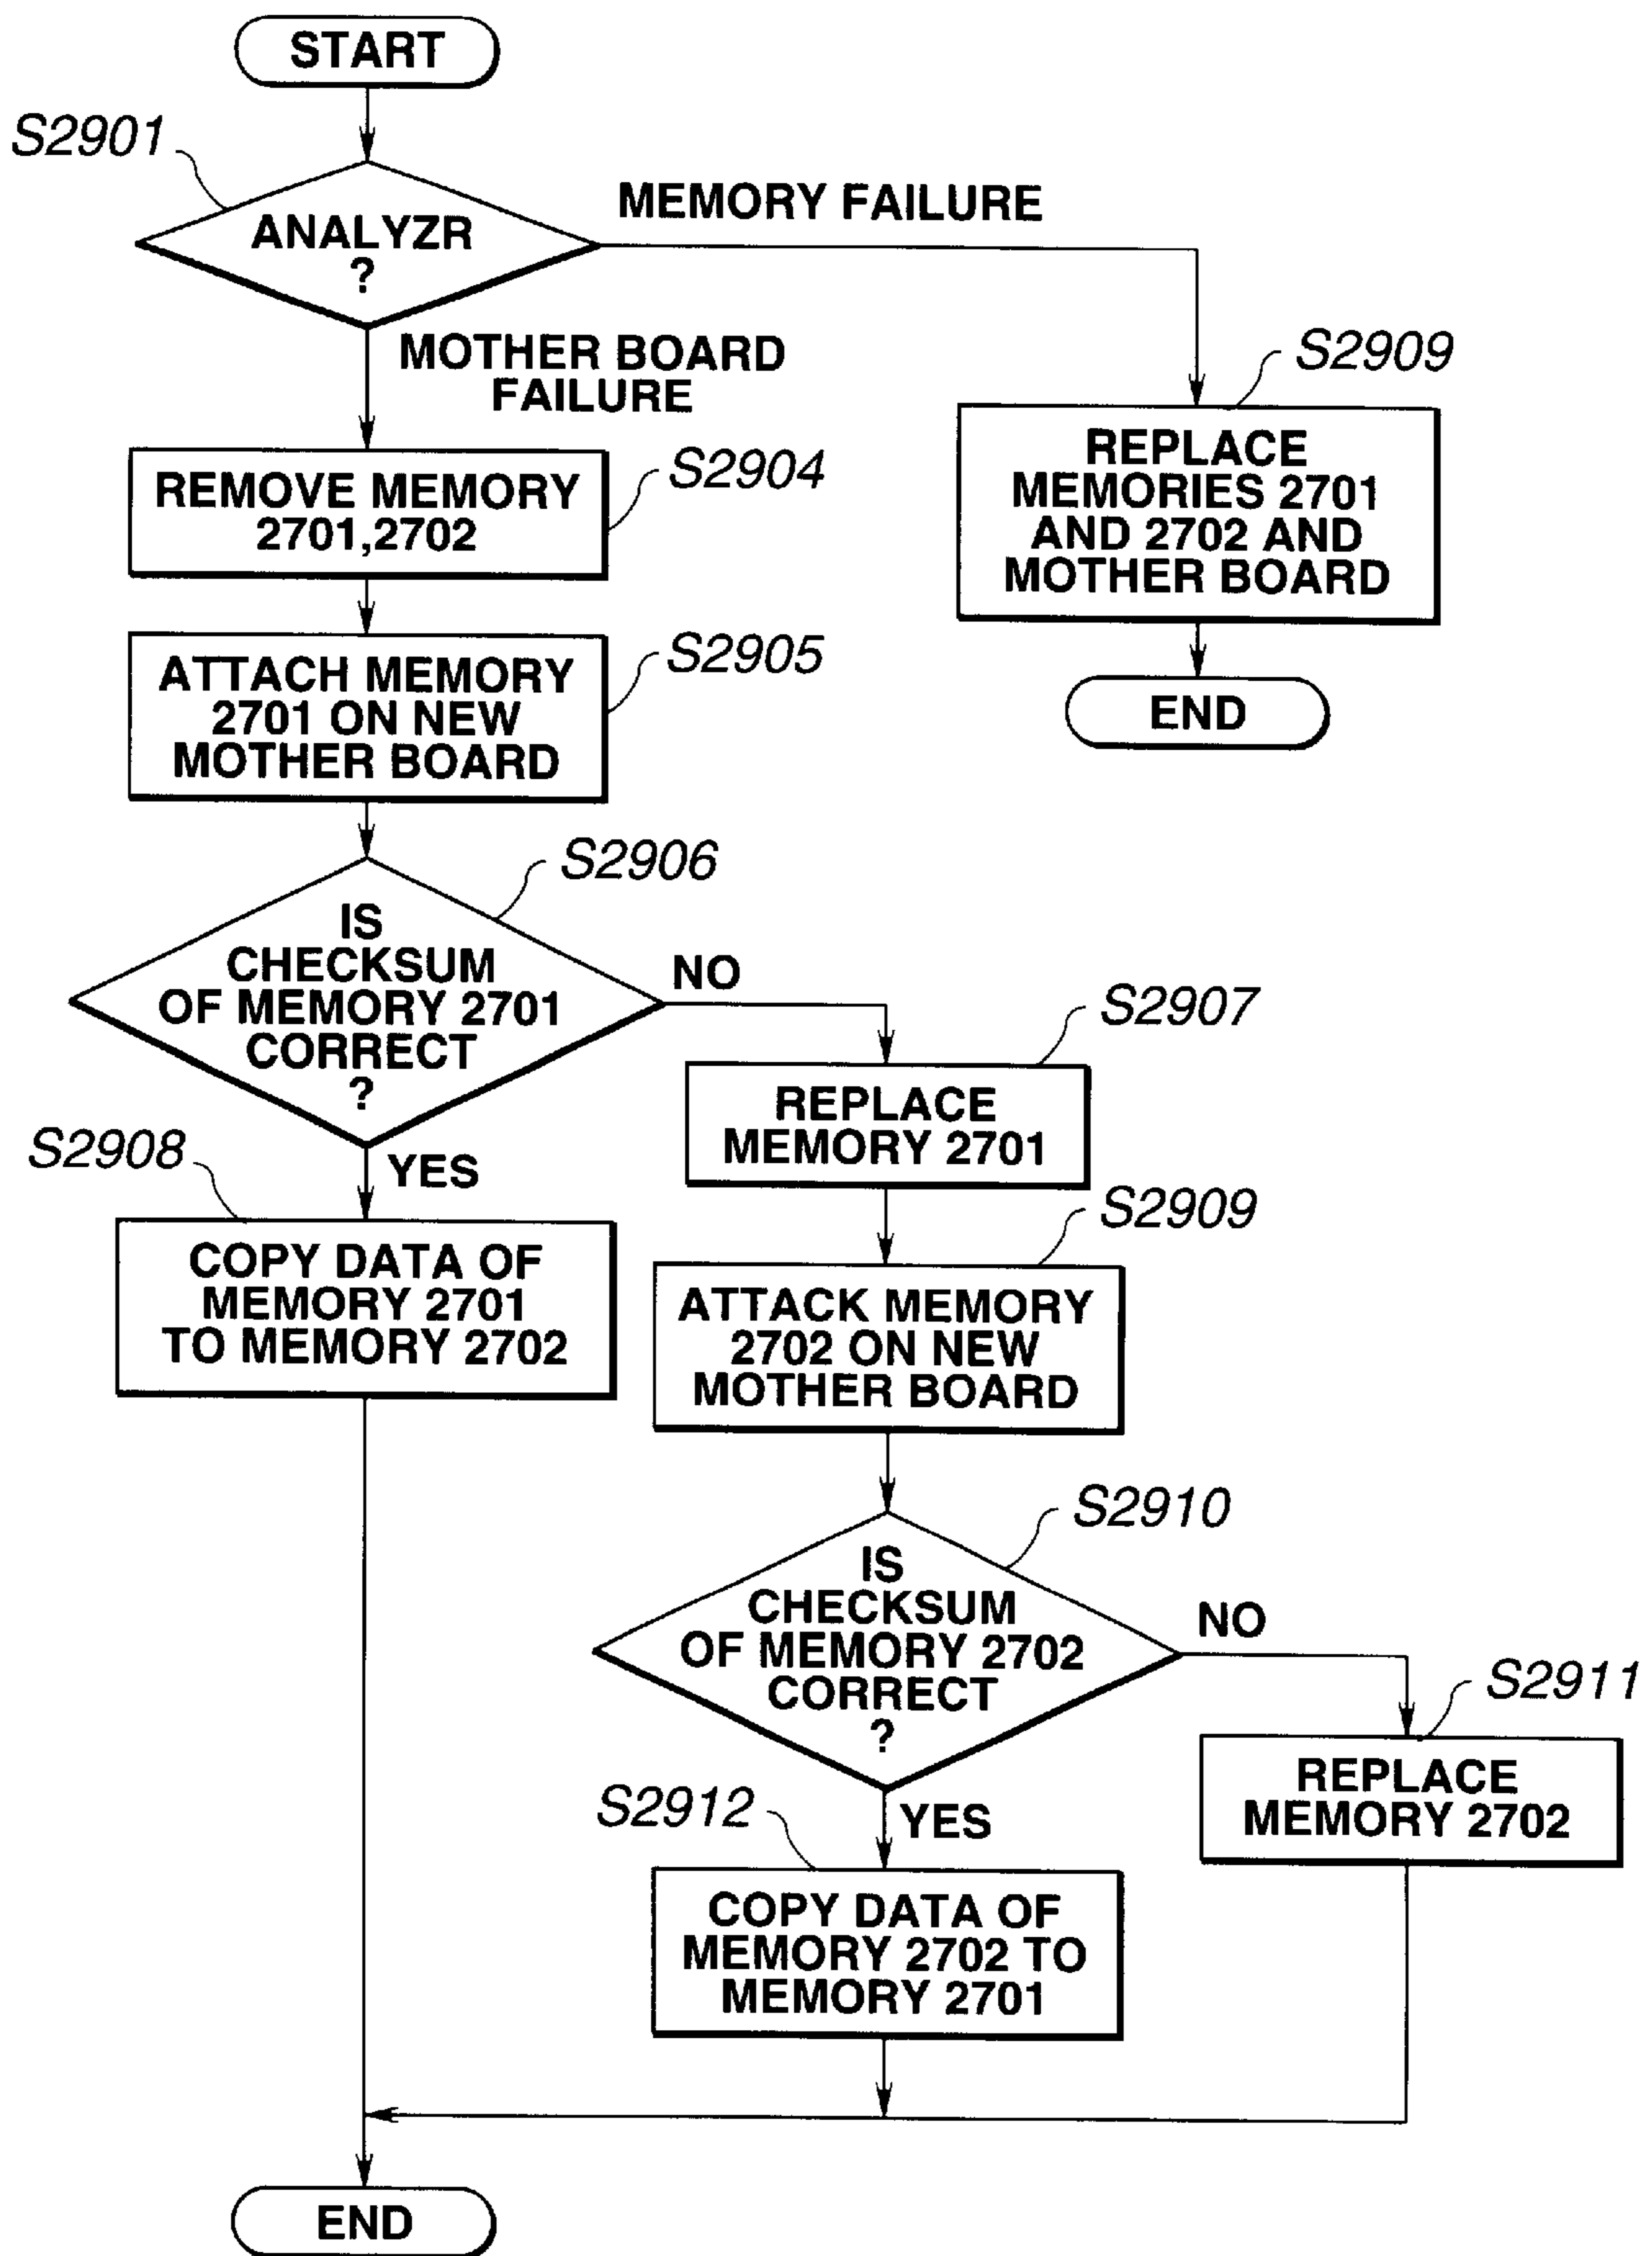 START
S2901
ANALYZR
?
MEMORY FAILURE
MOTHER BOARD
FAILURE
S2909
REPLACE
MEMORIES 2701
AND 2702 AND
MOTHER BOARD
END
REMOVE MEMORY
2701,2702
S2904
ATTACH MEMORY
2701 ON NEW
MOTHER BOARD
S2905
S2906
IS
CHECKSUM
OF MEMORY 2701
CORRECT
?
NO
YES
S2907
REPLACE
MEMORY 2701
S2908
COPY DATA OF
MEMORY 2701
TO MEMORY 2702
S2909
ATTACK MEMORY
2702 ON NEW
MOTHER BOARD
S2910
IS
CHECKSUM
OF MEMORY 2702
CORRECT
?
NO
YES
S2911
REPLACE
MEMORY 2702
S2912
COPY DATA OF
MEMORY 2702 TO
MEMORY 2701
END